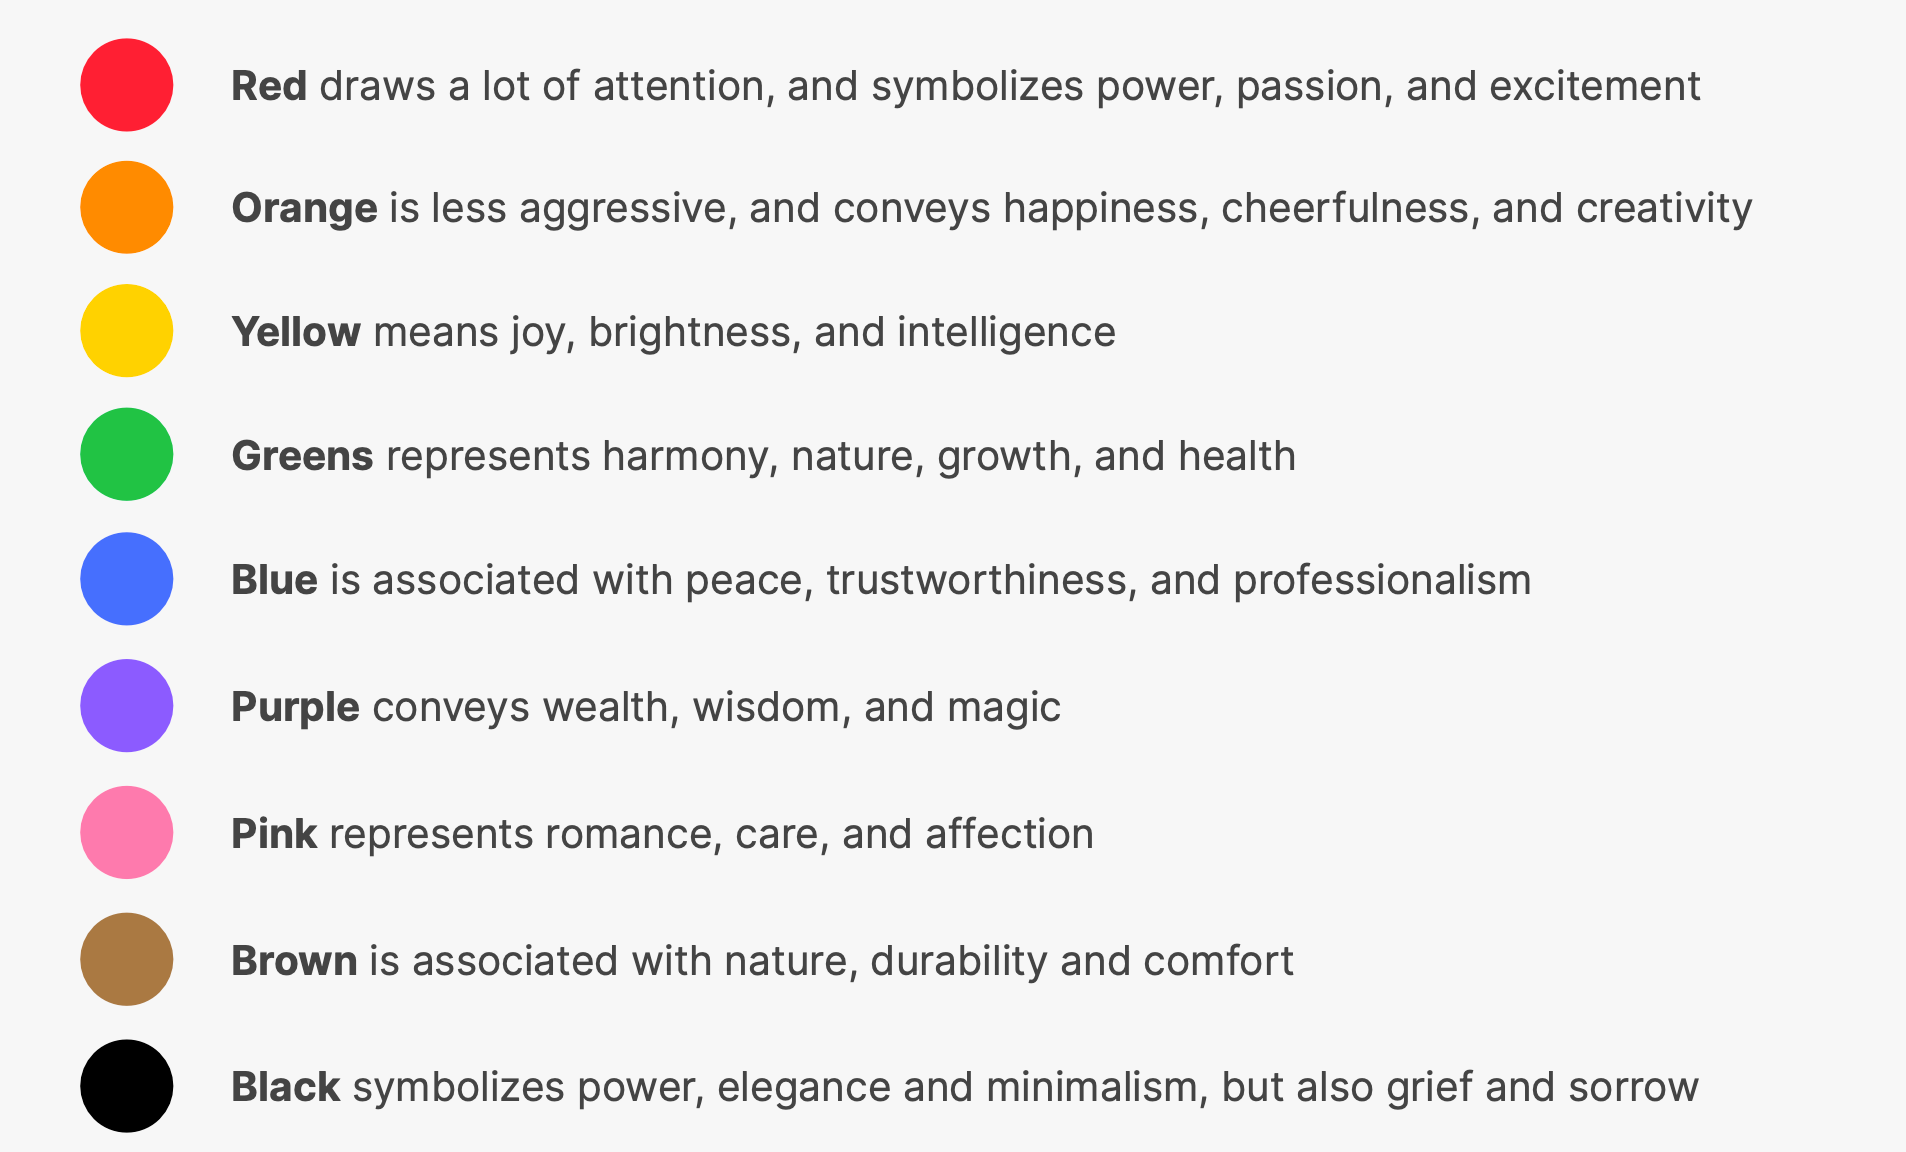 Red draws a lot of attention, and symbolizes power, passion, and excitement
Orange is less aggressive, and conveys happiness, cheerfulness, and creativity
Yellow means joy, brightness, and intelligence
Greens represents harmony, nature, growth, and health
Blue is associated with peace, trustworthiness, and professionalism
Purple conveys wealth, wisdom, and magic
Pink represents romance, care, and affection
Brown is associated with nature, durability and comfort
Black symbolizes power, elegance and minimalism, but also grief and sorrow